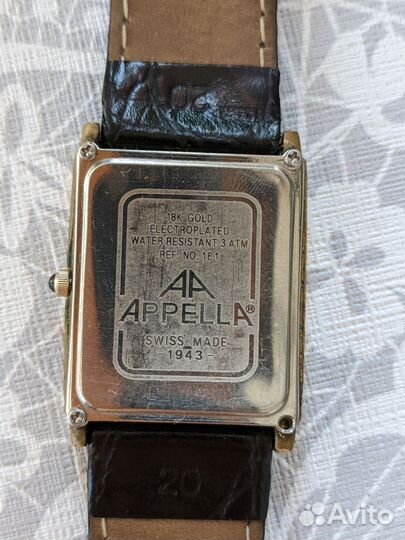 18K GOLD
ELECTROPLATED
WATER RESISTANT 3 ATM
REF. NO. 181
AA
APPELLA®
SWISS MADE
-1943-
20
Avito